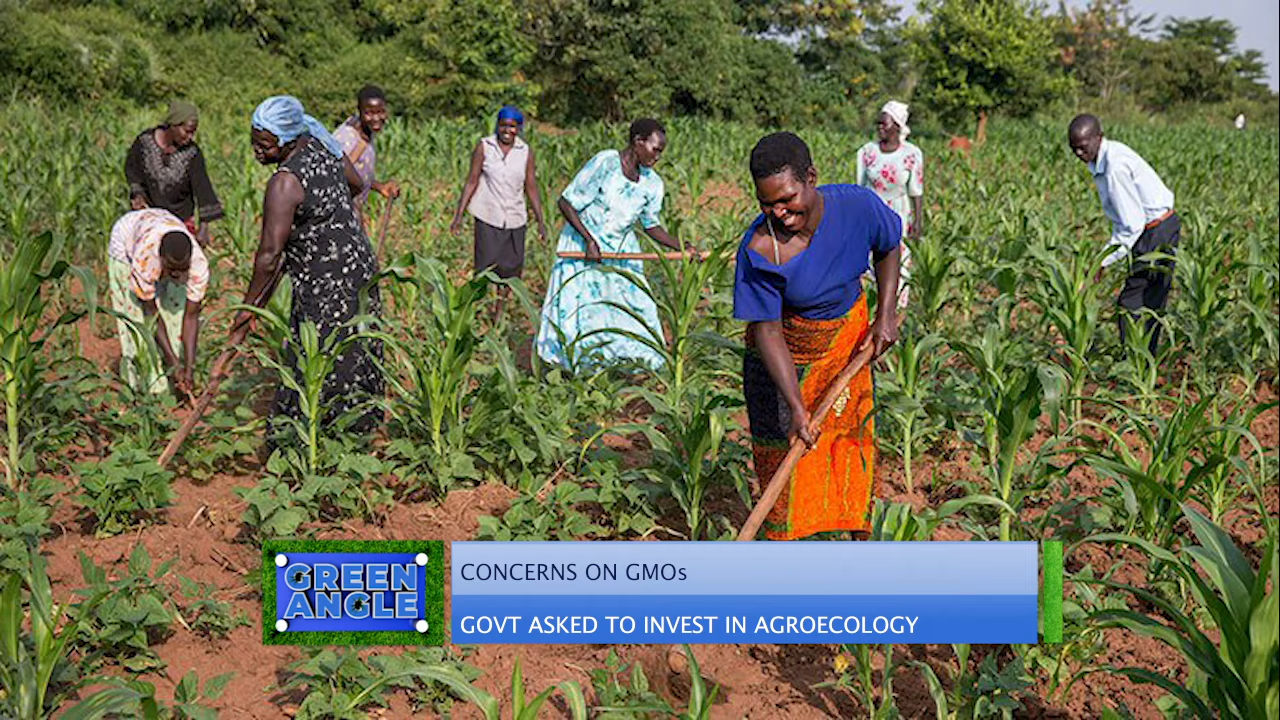 GREEN
ANGLE
CONCERNS ON GMOs
GOVT ASKED TO INVEST IN AGROECOLOGY